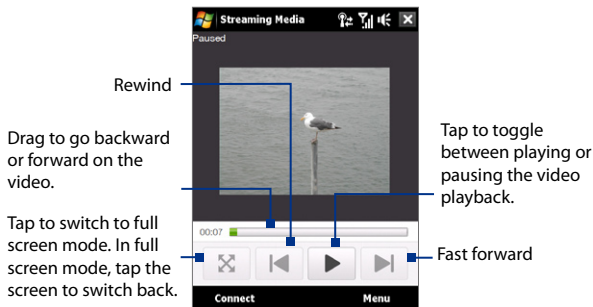 Streaming Media
Paused
Rewind
Drag to go backward
or forward on the
video.
Tap to switch to full
screen mode. In full
screen mode, tap the
screen to switch back.
Tap to toggle
between playing or
pausing the video
playback.
Fast forward
00:07
Connect
Menu